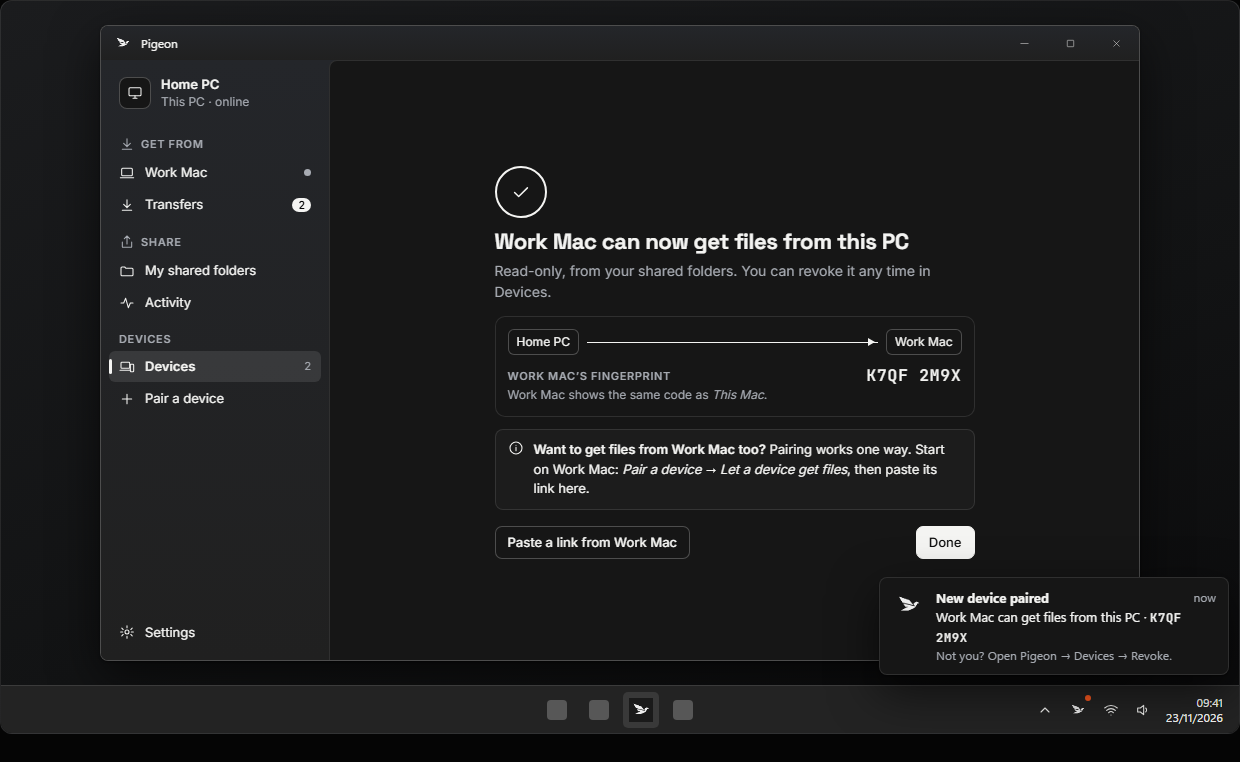 Pigeon
Home PC
This PC · online
GET FROM
Work Mac
Transfers 2
SHARE
My shared folders
Activity
DEVICES
Devices 2
Pair a device
Settings
Work Mac can now get files from this PC
Read-only, from your shared folders. You can revoke it any time in
Devices.
Home PC Work Mac
WORK MAC'S FINGERPRINT K7QF 2M9X
Work Mac shows the same code as This Mac.
Want to get files from Work Mac too? Pairing works one way. Start
on Work Mac: Pair a device → Let a device get files, then paste its
link here.
Paste a link from Work Mac Done
New device paired now
Work Mac can get files from this PC · K7QF
2M9X
Not you? Open Pigeon → Devices → Revoke.
09:41
23/11/2026